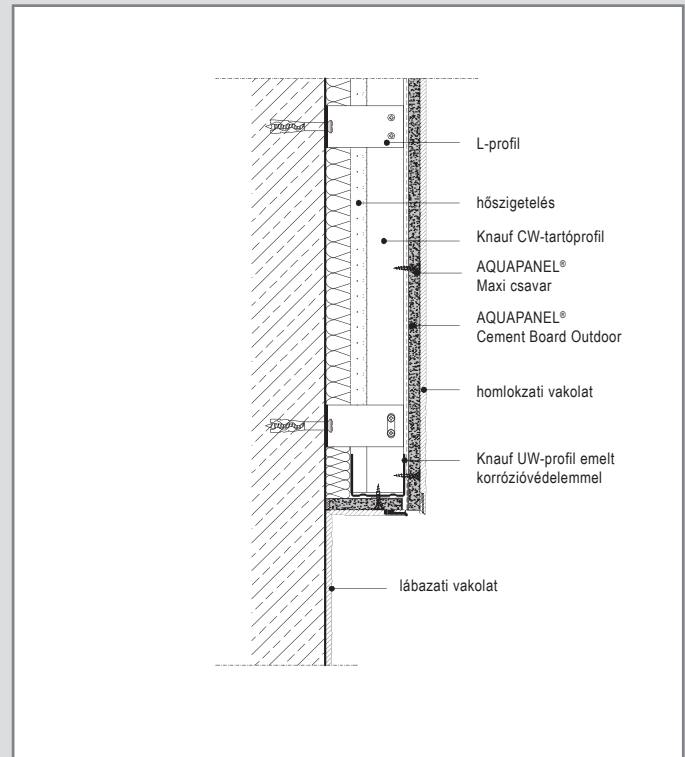 L-profil
hőszigetelés
Knauf CW-tartóprofil
AQUAPANEL®
Maxi csavar
AQUAPANEL®
Cement Board Outdoor
homlokzati vakolat
Knauf UW-profil emelt
korrózióvédelemmel
lábazati vakolat